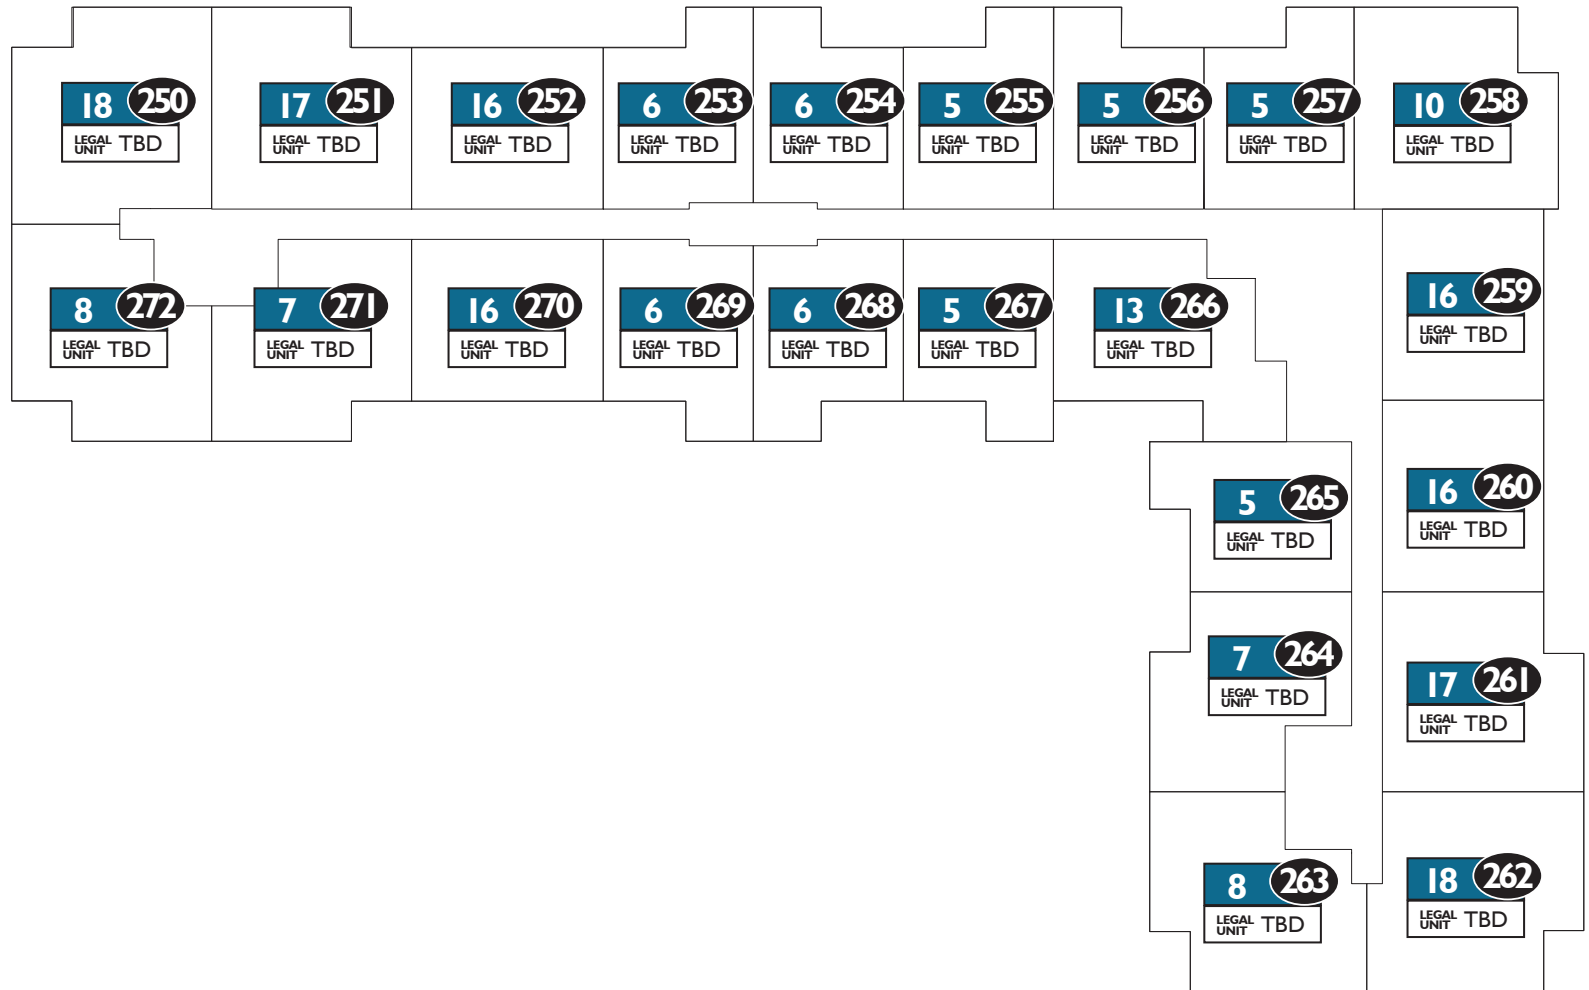 18 250
LEGAL UNIT TBD
17 251
LEGAL UNIT TBD
16 252
LEGAL UNIT TBD
6 253
LEGAL UNIT TBD
6 254
LEGAL UNIT TBD
5 255
LEGAL UNIT TBD
5 256
LEGAL UNIT TBD
5 257
LEGAL UNIT TBD
10 258
LEGAL UNIT TBD
8 272
LEGAL UNIT TBD
7 271
LEGAL UNIT TBD
16 270
LEGAL UNIT TBD
6 269
LEGAL UNIT TBD
6 268
LEGAL UNIT TBD
5 267
LEGAL UNIT TBD
13 266
LEGAL UNIT TBD
16 259
LEGAL UNIT TBD
5 265
LEGAL UNIT TBD
16 260
LEGAL UNIT TBD
7 264
LEGAL UNIT TBD
17 261
LEGAL UNIT TBD
8 263
LEGAL UNIT TBD
18 262
LEGAL UNIT TBD